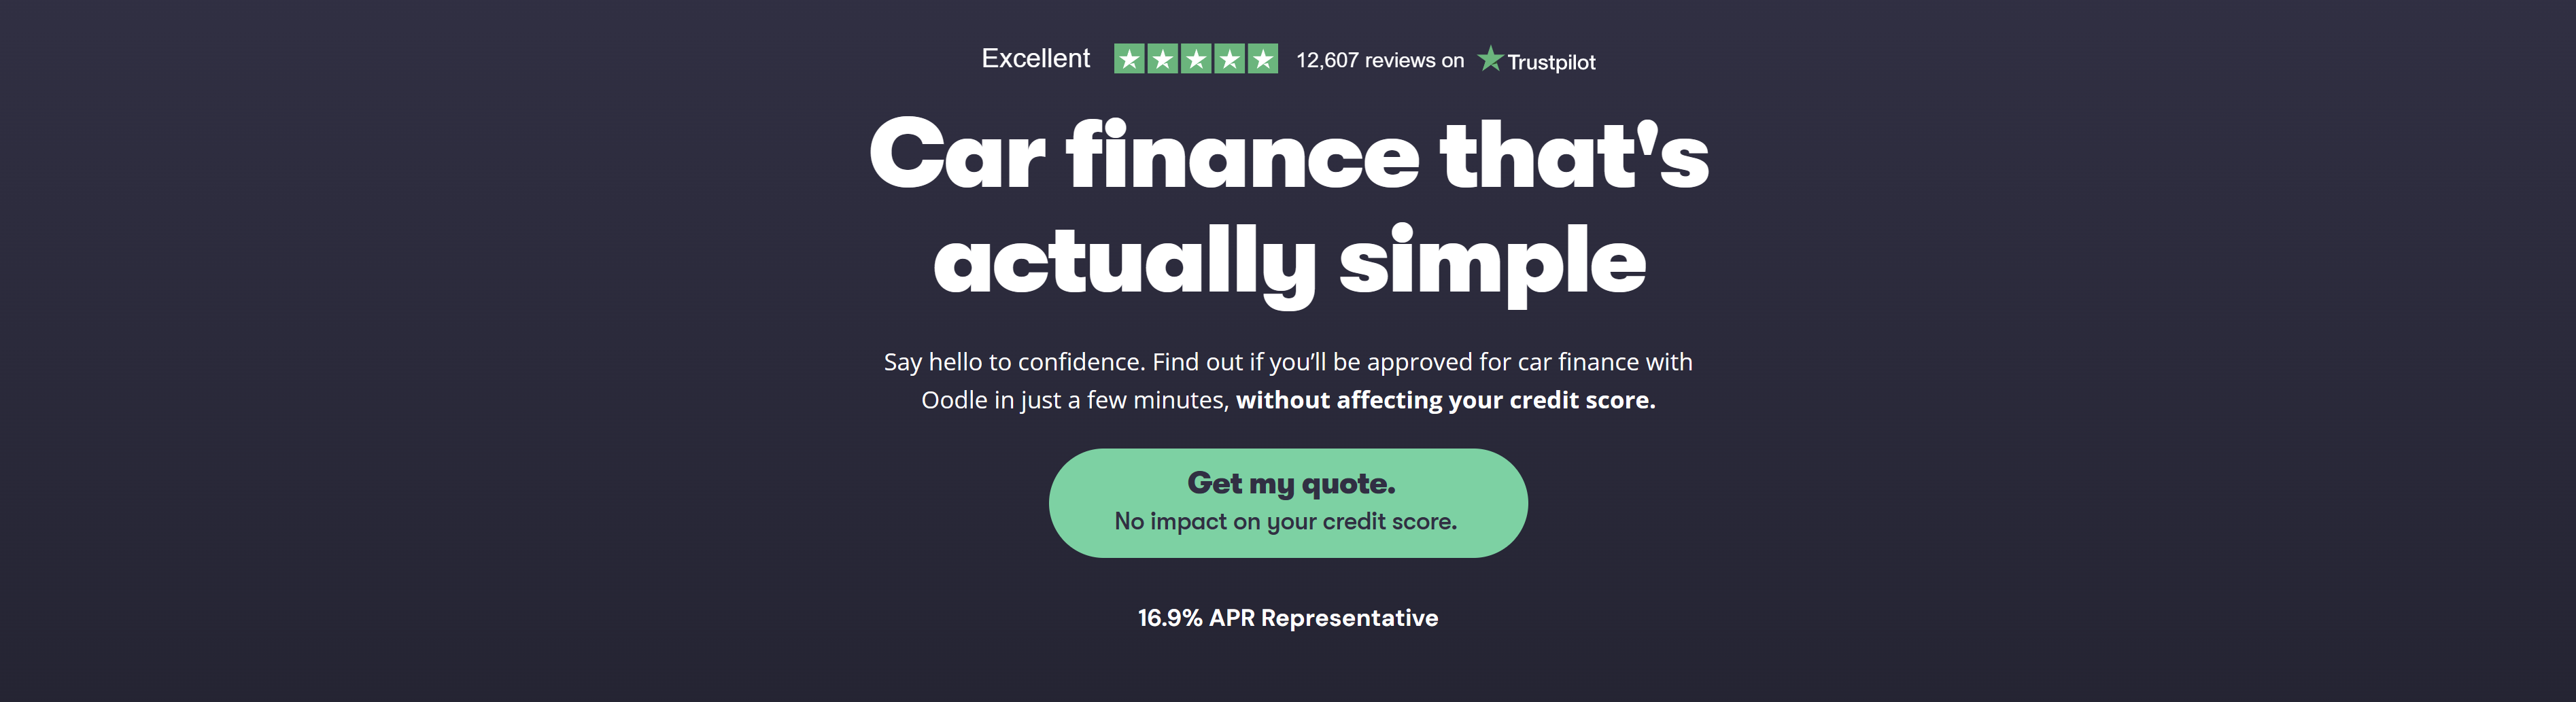 Excellent 12,607 reviews on Trustpilot
Car finance that's
actually simple
Say hello to confidence. Find out if you’ll be approved for car finance with
Oodle in just a few minutes, without affecting your credit score.
Get my quote.
No impact on your credit score.
16.9% APR Representative